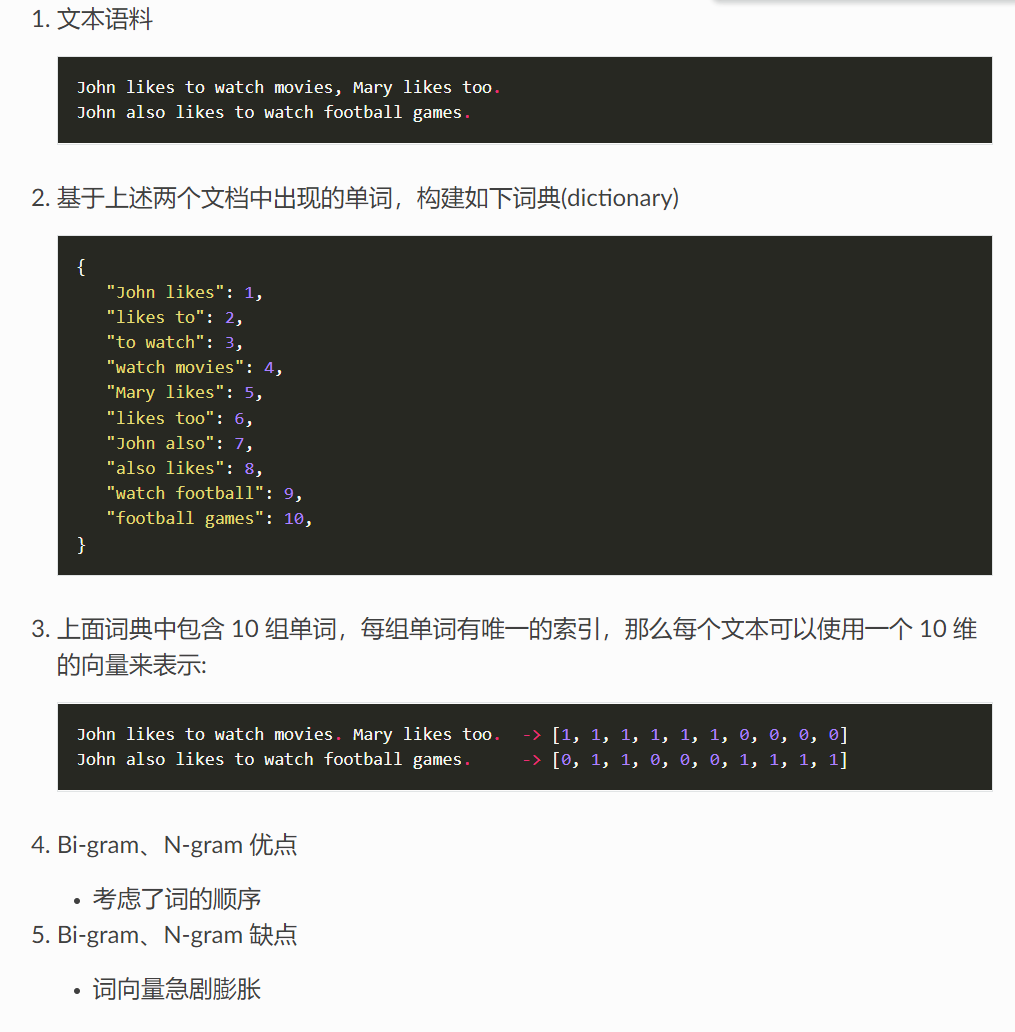 1. 文本语料
John likes to watch movies, Mary likes too.
John also likes to watch football games.
2. 基于上述两个文档中出现的单词，构建如下词典(dictionary)
{
"John likes": 1,
"likes to": 2,
"to watch": 3,
"watch movies": 4,
"Mary likes": 5,
"likes too": 6,
"John also": 7,
"also likes": 8,
"watch football": 9,
"football games": 10,
}
3. 上面词典中包含 10 组单词，每组单词有唯一的索引，那么每个文本可以使用一个 10 维
的向量来表示:
John likes to watch movies. Mary likes too. -> [1, 1, 1, 1, 1, 1, 0, 0, 0, 0]
John also likes to watch football games. -> [0, 1, 1, 0, 0, 0, 1, 1, 1, 1]
4. Bi-gram、N-gram 优点
• 考虑了词的顺序
5. Bi-gram、N-gram 缺点
• 词向量急剧膨胀